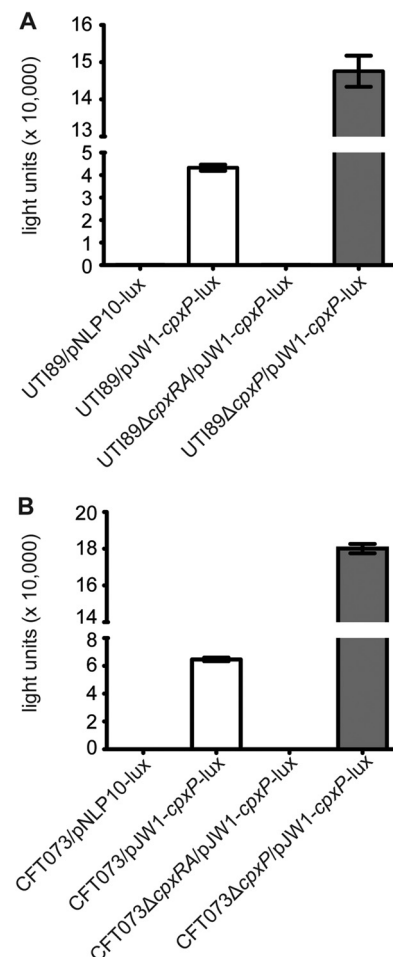 A
light units (x 10,000)
16
15
14
13
5
4
3
2
1
0
UTI89/pNLP10-lux
UTI89/pJW1-cpxP-lux
UTI89ΔcpxRA/pJW1-cpxP-lux
UTI89ΔcpxP/pJW1-cpxP-lux
B
light units (x 10,000)
20
18
16
14
8
6
4
2
0
CFT073/pNLP10-lux
CFT073/pJW1-cpxP-lux
CFT073ΔcpxRA/pJW1-cpxP-lux
CFT073ΔcpxP/pJW1-cpxP-lux